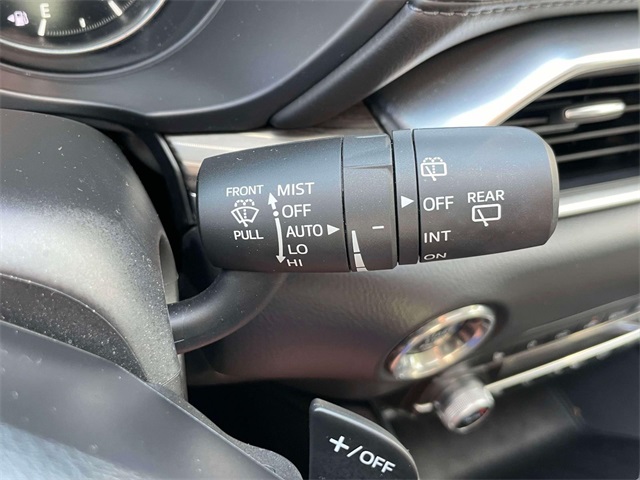 E
FRONT
MIST
OFF
PULL
AUTO
LO
HI
OFF
REAR
INT
ON
+/OFF